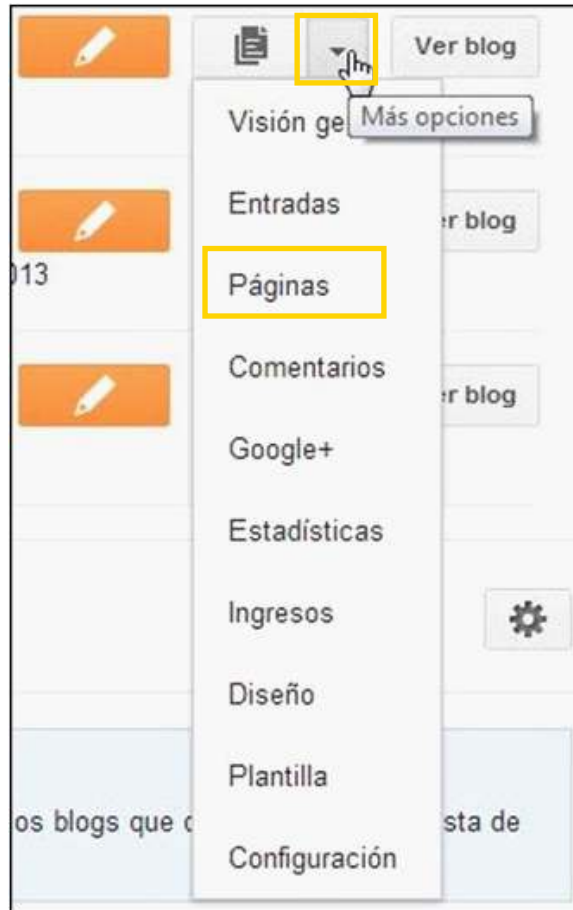 Ver blog
Más opciones
Visión ge
Entradas
r blog
013
Páginas
Comentarios
r blog
Google+
Estadísticas
Ingresos
Diseño
Plantilla
os blogs que
sta de
Configuración